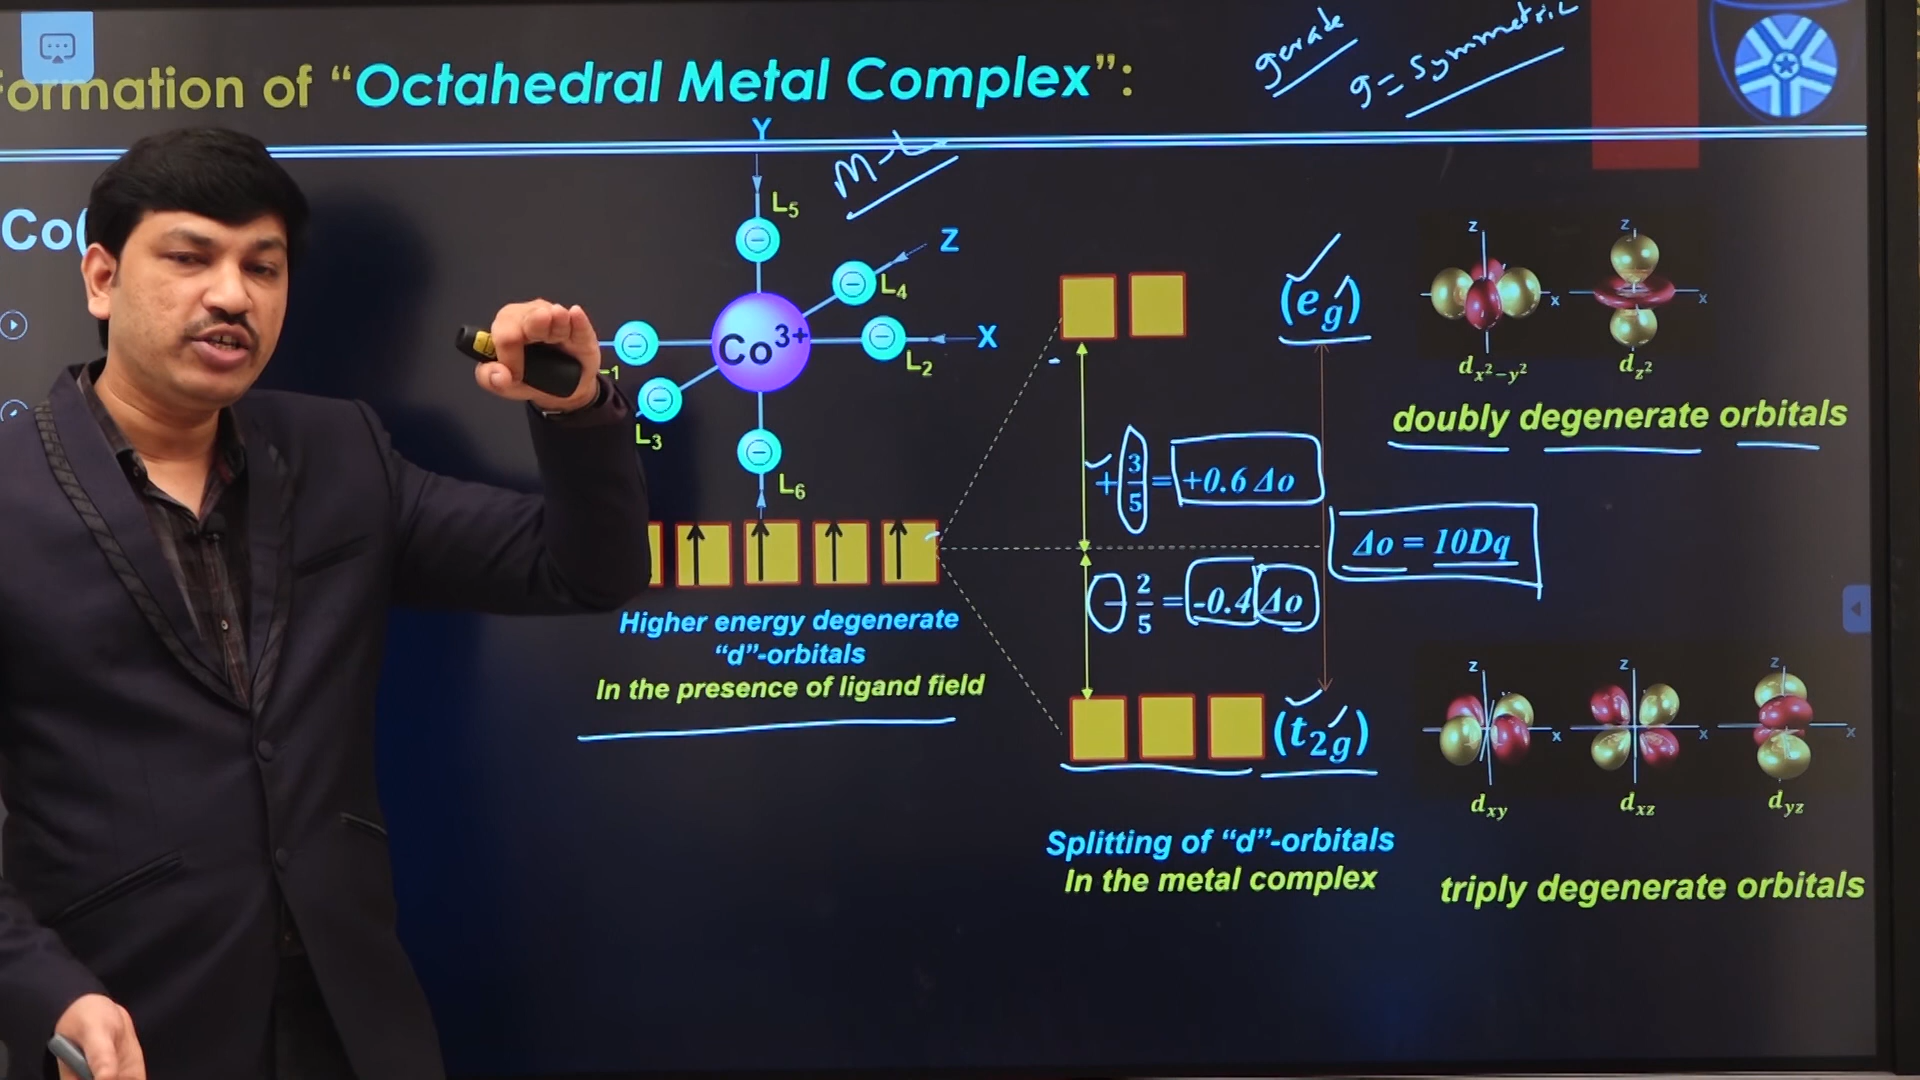 gerade
g = symmetric
Formation of “Octahedral Metal Complex”:
Y
M-L
L5
Co(
Z
L4
Co3+
X
L2
L3
L6
(eg)
z
x
z
x
dx²−y²
dz²
doubly degenerate orbitals
+ 3/5 = +0.6 Δo
Δo = 10Dq
− 2/5 = -0.4 Δo
Higher energy degenerate
“d”-orbitals
In the presence of ligand field
(t2g)
z
x
z
x
z
x
dxy
dxz
dyz
Splitting of “d”-orbitals
In the metal complex
triply degenerate orbitals